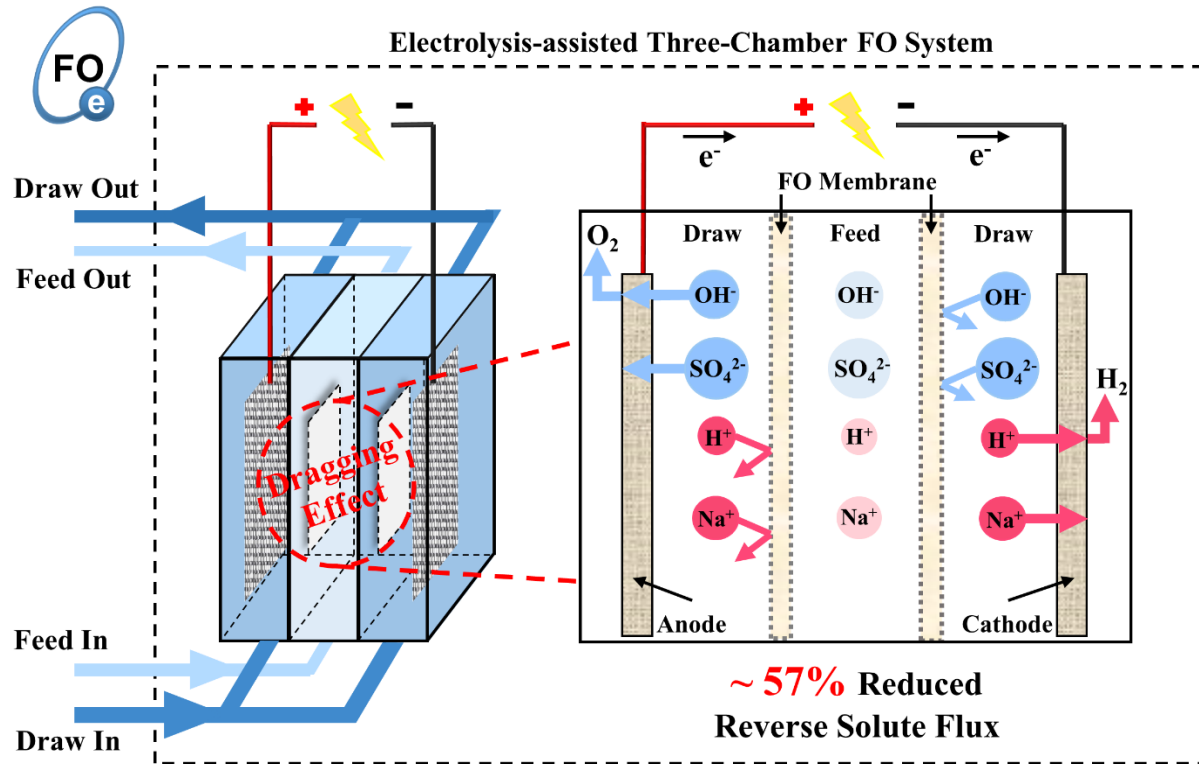 FO
e
Electrolysis-assisted Three-Chamber FO System
+ -
+ -
e⁻ e⁻
Draw Out
Feed Out
Feed In
Draw In
Dragging
Effect
FO Membrane
Draw Feed Draw
O₂
H₂
OH⁻ OH⁻ OH⁻
SO₄²⁻ SO₄²⁻ SO₄²⁻
H⁺ H⁺ H⁺
Na⁺ Na⁺ Na⁺
Anode Cathode
~ 57% Reduced
Reverse Solute Flux